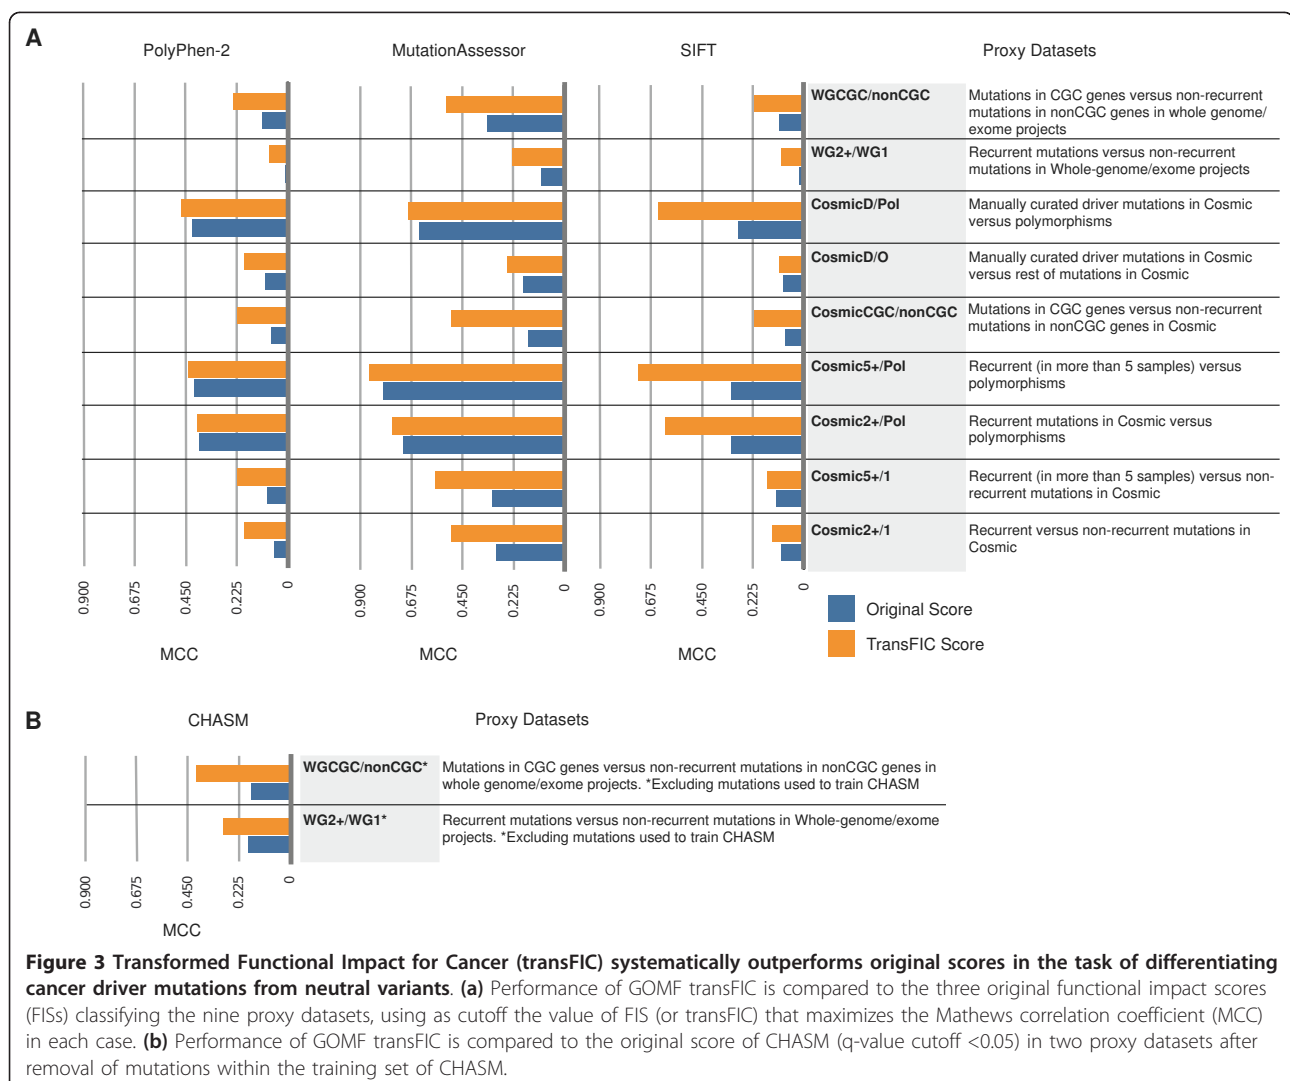 A
PolyPhen-2
MutationAssessor
SIFT
Proxy Datasets
WGCGC/nonCGC
Mutations in CGC genes versus non-recurrent
mutations in nonCGC genes in whole genome/
exome projects
WG2+/WG1
Recurrent mutations versus non-recurrent
mutations in Whole-genome/exome projects
CosmicD/Pol
Manually curated driver mutations in Cosmic
versus polymorphisms
CosmicD/O
Manually curated driver mutations in Cosmic
versus rest of mutations in Cosmic
CosmicCGC/nonCGC
Mutations in CGC genes versus non-recurrent
mutations in nonCGC genes in Cosmic
Cosmic5+/Pol
Recurrent (in more than 5 samples) versus
polymorphisms
Cosmic2+/Pol
Recurrent mutations in Cosmic versus
polymorphisms
Cosmic5+/1
Recurrent (in more than 5 samples) versus non-
recurrent mutations in Cosmic
Cosmic2+/1
Recurrent versus non-recurrent mutations in
Cosmic
0.900 0.675 0.450 0.225 0
0.900 0.675 0.450 0.225 0
0.900 0.675 0.450 0.225 0
MCC
MCC
MCC
Original Score
TransFIC Score
B
CHASM
Proxy Datasets
WGCGC/nonCGC*
Mutations in CGC genes versus non-recurrent mutations in nonCGC genes in
whole genome/exome projects. *Excluding mutations used to train CHASM
WG2+/WG1*
Recurrent mutations versus non-recurrent mutations in Whole-genome/exome
projects. *Excluding mutations used to train CHASM
0.900 0.675 0.450 0.225 0
MCC
Figure 3 Transformed Functional Impact for Cancer (transFIC) systematically outperforms original scores in the task of differentiating
cancer driver mutations from neutral variants. (a) Performance of GOMF transFIC is compared to the three original functional impact scores
(FISs) classifying the nine proxy datasets, using as cutoff the value of FIS (or transFIC) that maximizes the Mathews correlation coefficient (MCC)
in each case. (b) Performance of GOMF transFIC is compared to the original score of CHASM (q-value cutoff <0.05) in two proxy datasets after
removal of mutations within the training set of CHASM.